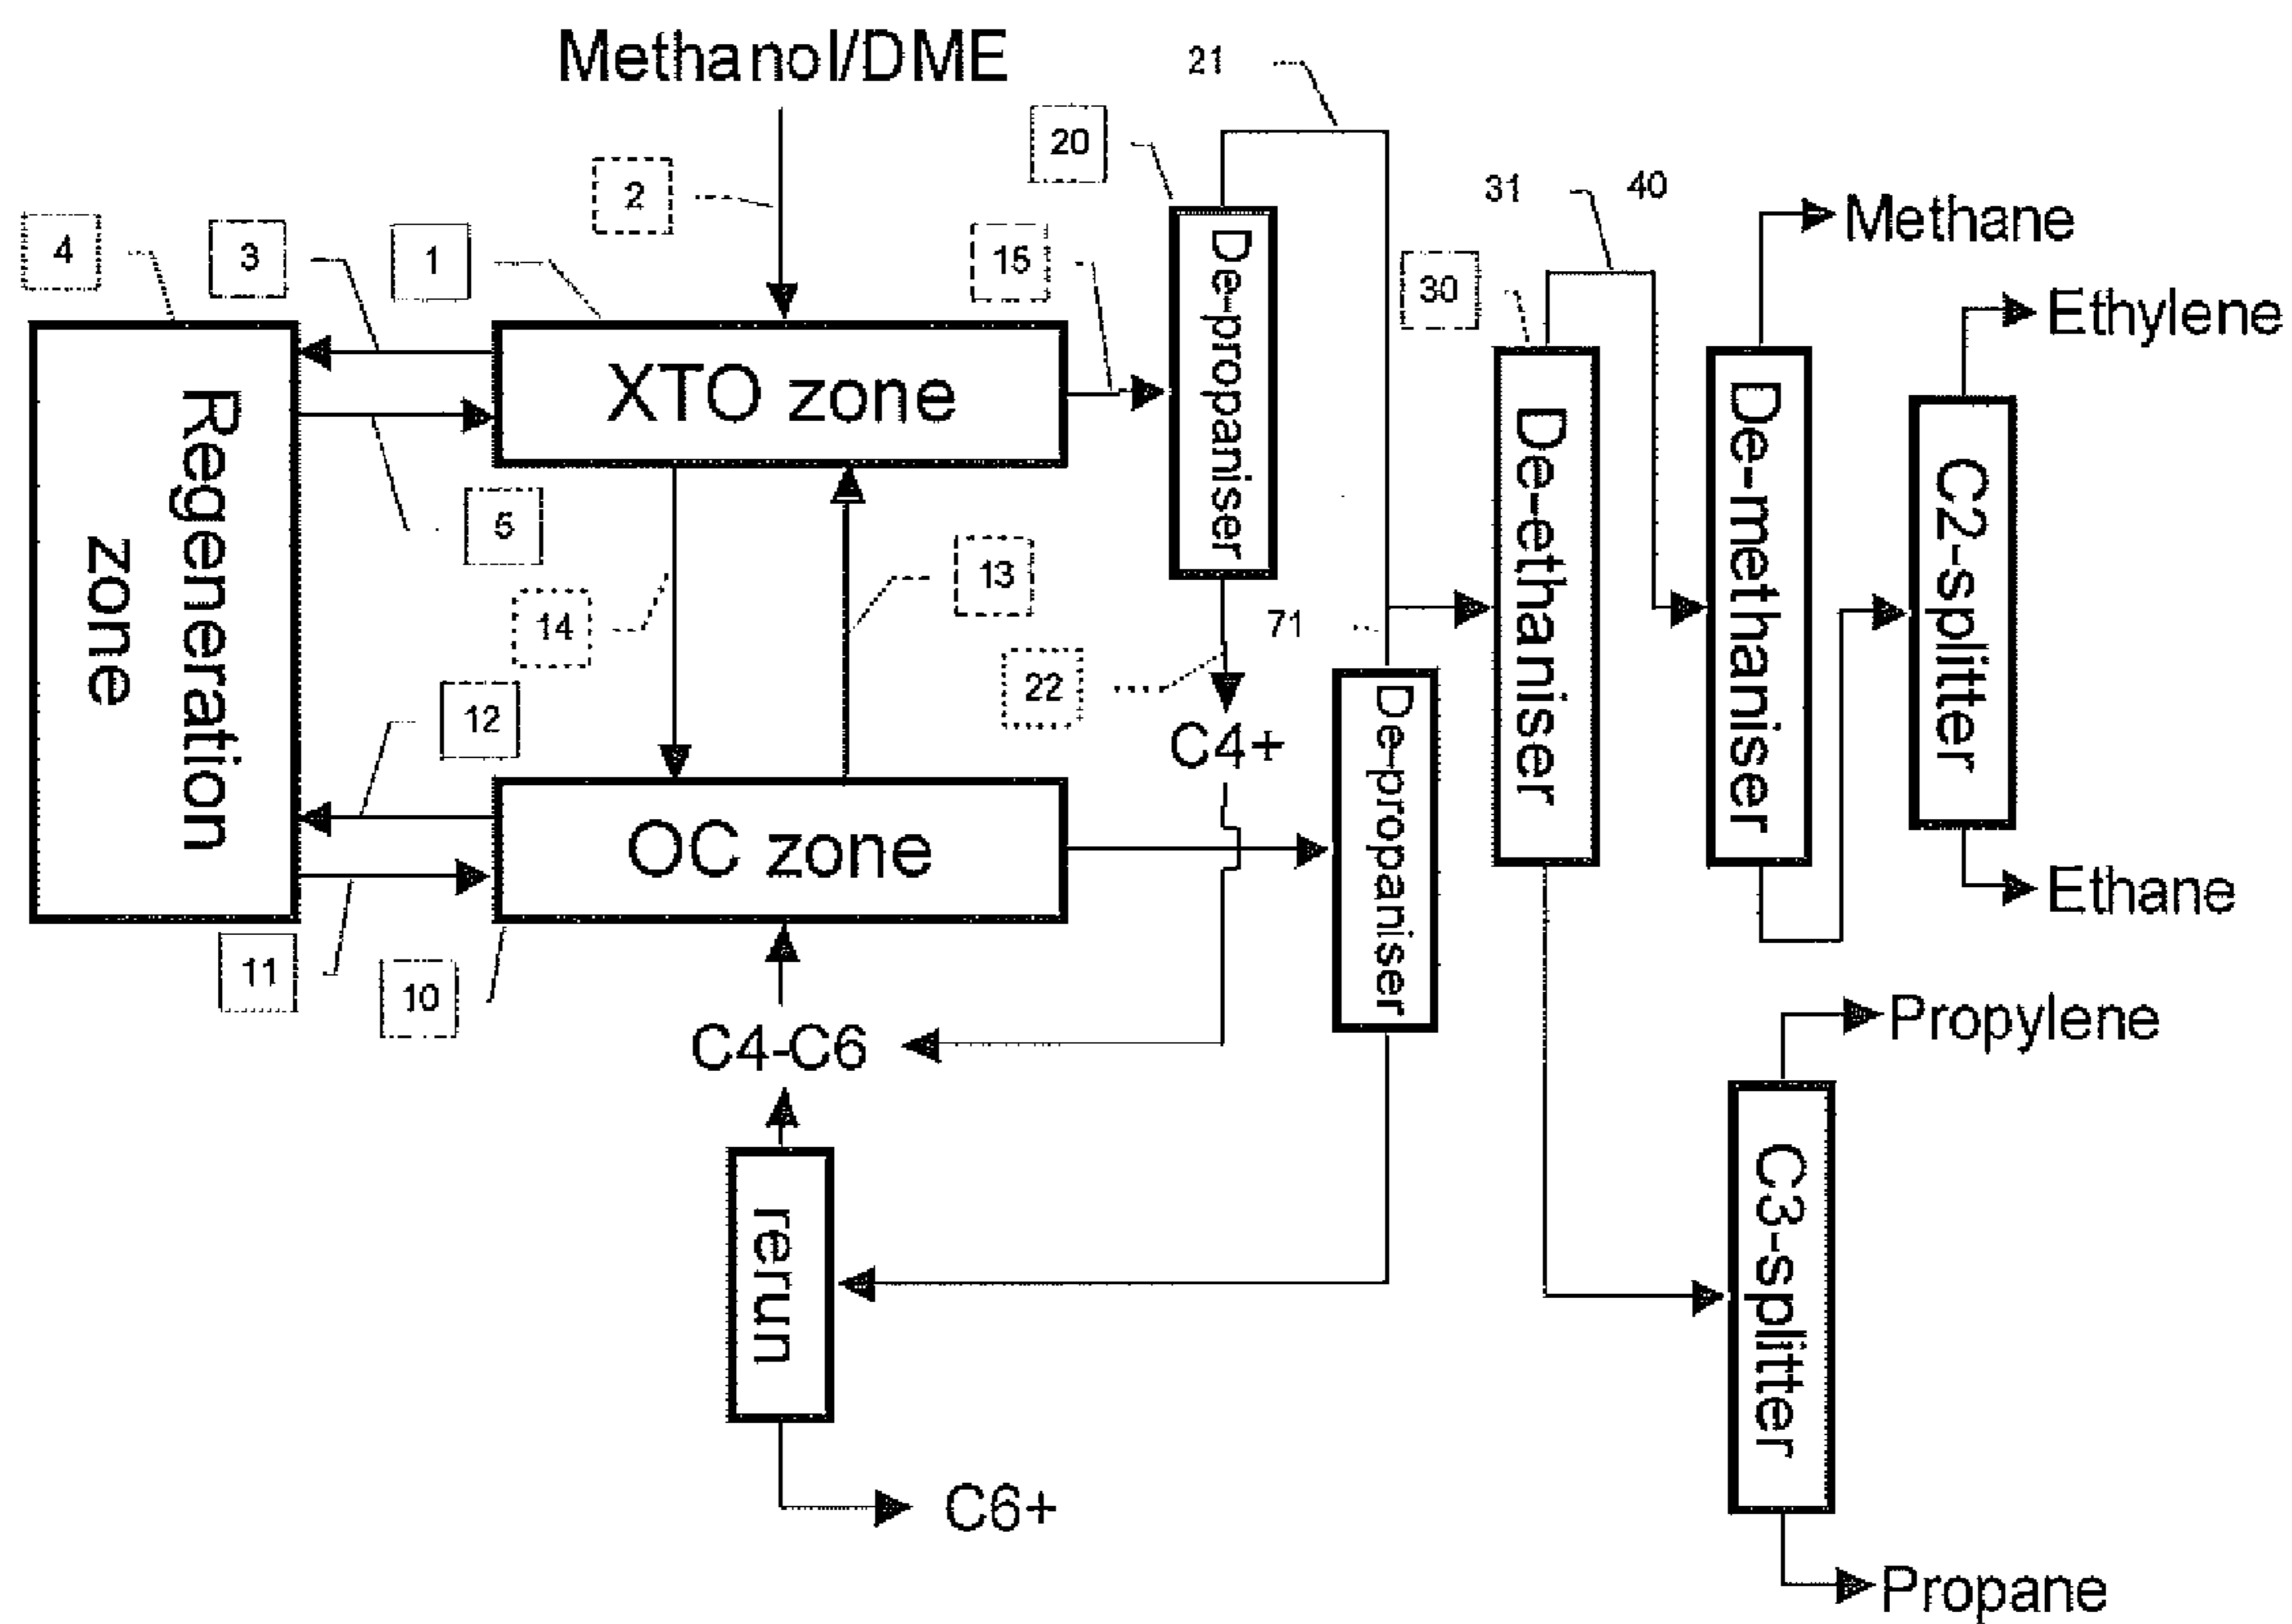 Methanol/DME
21
20
2
31
40
Methane
4
3
1
15
30
Ethylene
XTO zone
De-propaniser
De-ethaniser
De-methaniser
C2-splitter
Regeneration
zone
5
14
13
71
22
12
C4+
De-propaniser
OC zone
Ethane
11
10
C4-C6
Propylene
rerun
C3-splitter
C6+
Propane